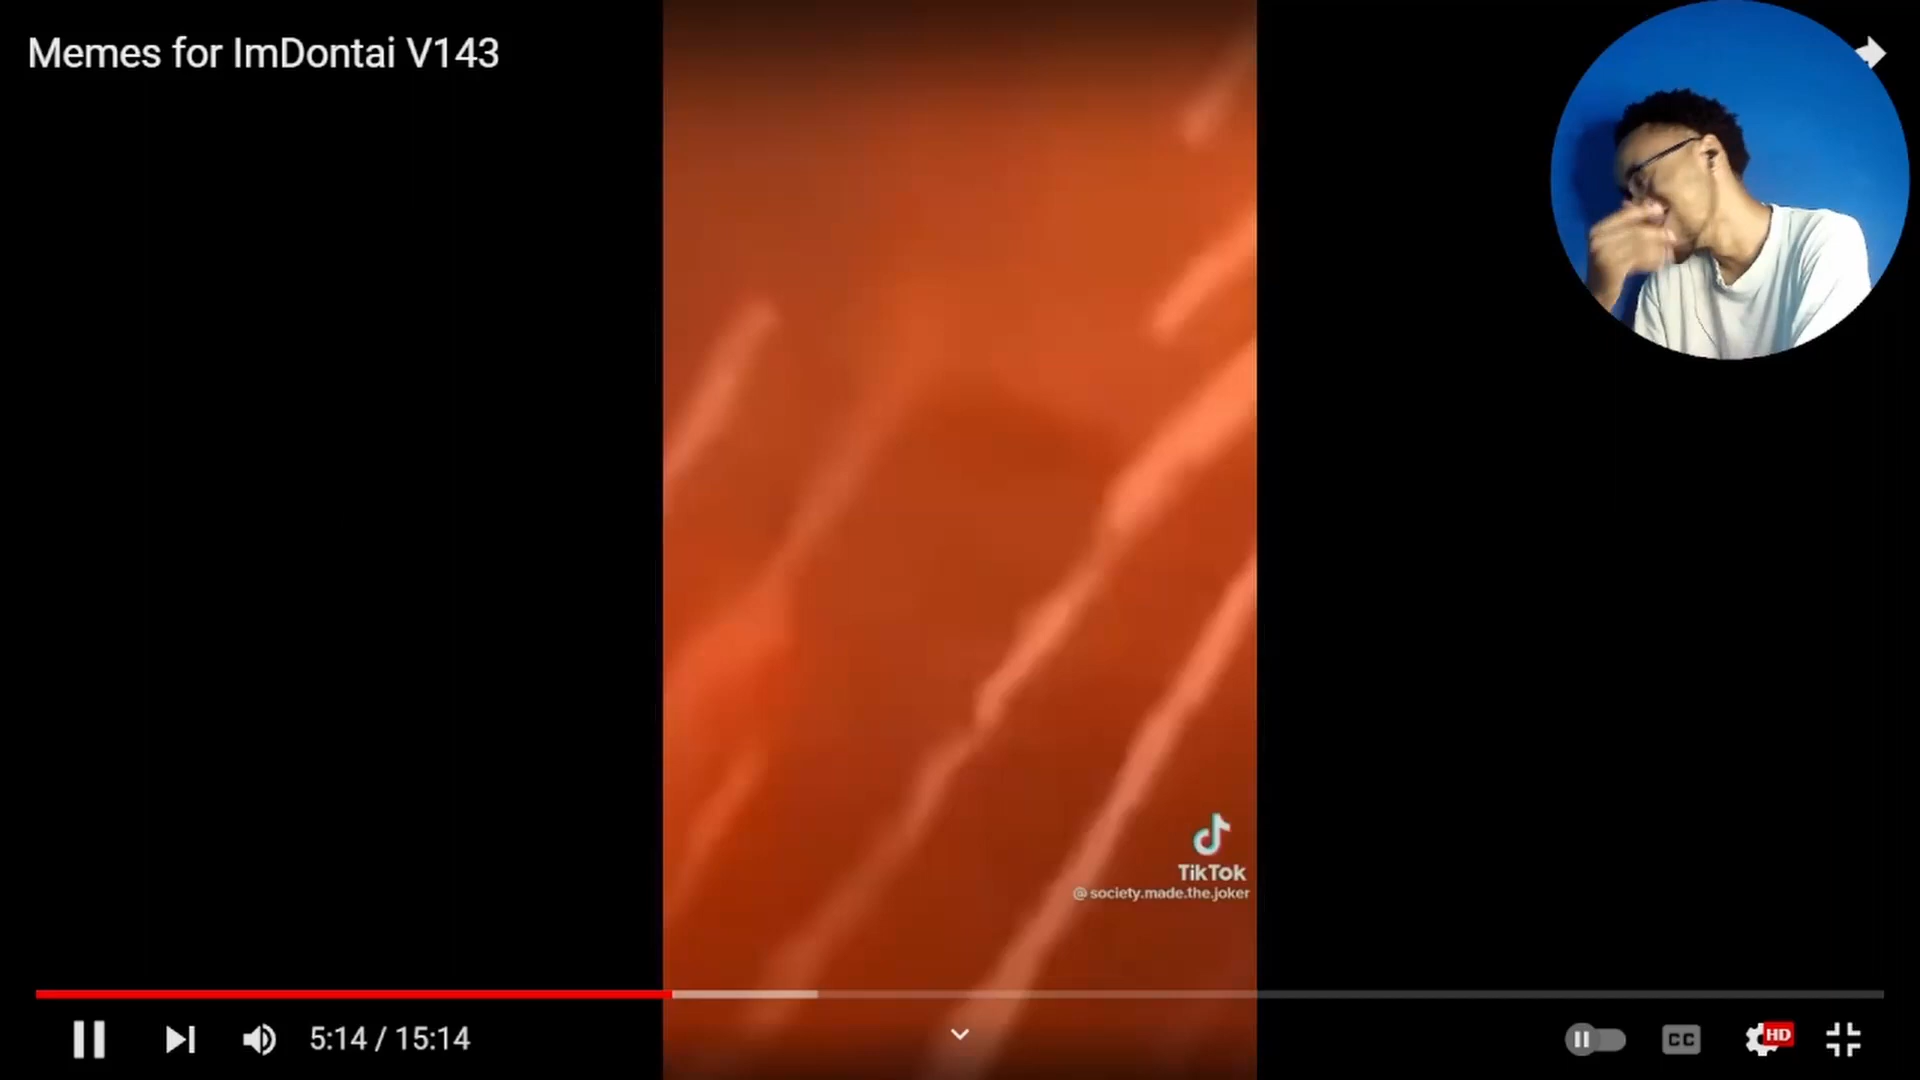 Memes for ImDontai V143
TikTok
@society.made.the.joker
5:14 / 15:14
CC
HD